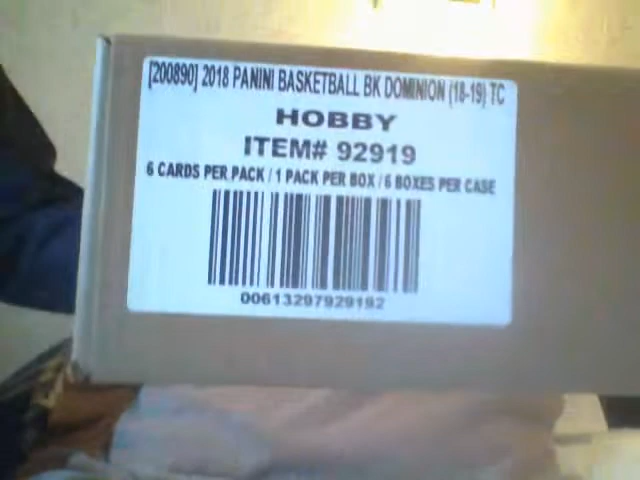 [200890] 2018 PANINI BASKETBALL BK DOMINION (18-19) TC
HOBBY
ITEM# 92919
6 CARDS PER PACK / 1 PACK PER BOX / 6 BOXES PER CASE
00613297929192